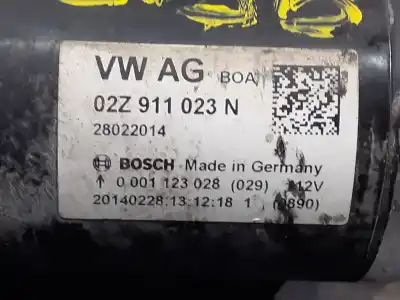 VW AG BOA
02Z 911 023 N
28022014
BOSCH Made in Germany
↑ 0 001 123 028 (029) 12V
20140228:13:12:18 1